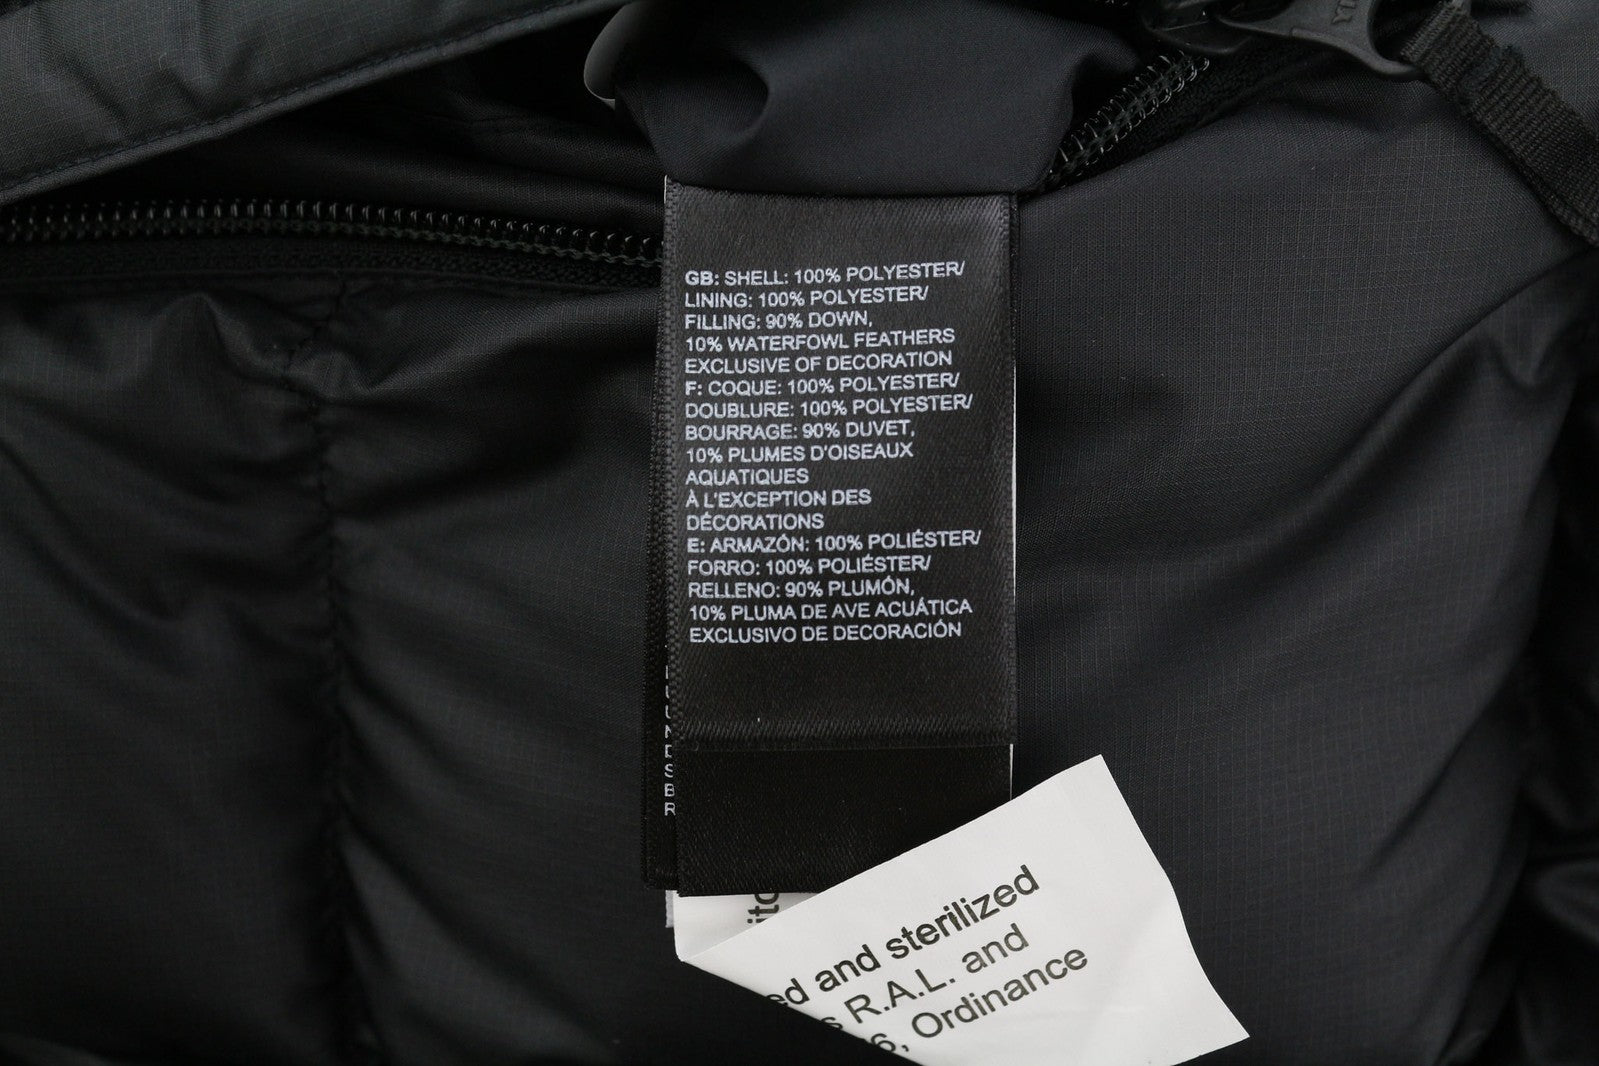 GB: SHELL: 100% POLYESTER/
LINING: 100% POLYESTER/
FILLING: 90% DOWN,
10% WATERFOWL FEATHERS
EXCLUSIVE OF DECORATION
F: COQUE: 100% POLYESTER/
DOUBLURE: 100% POLYESTER/
BOURRAGE: 90% DUVET,
10% PLUMES D'OISEAUX
AQUATIQUES
À L'EXCEPTION DES
DÉCORATIONS
E: ARMAZÓN: 100% POLIÉSTER/
FORRO: 100% POLIÉSTER/
RELLENO: 90% PLUMÓN,
10% PLUMA DE AVE ACUÁTICA
EXCLUSIVO DE DECORACIÓN
and sterilized
R.A.L. and
Ordinance